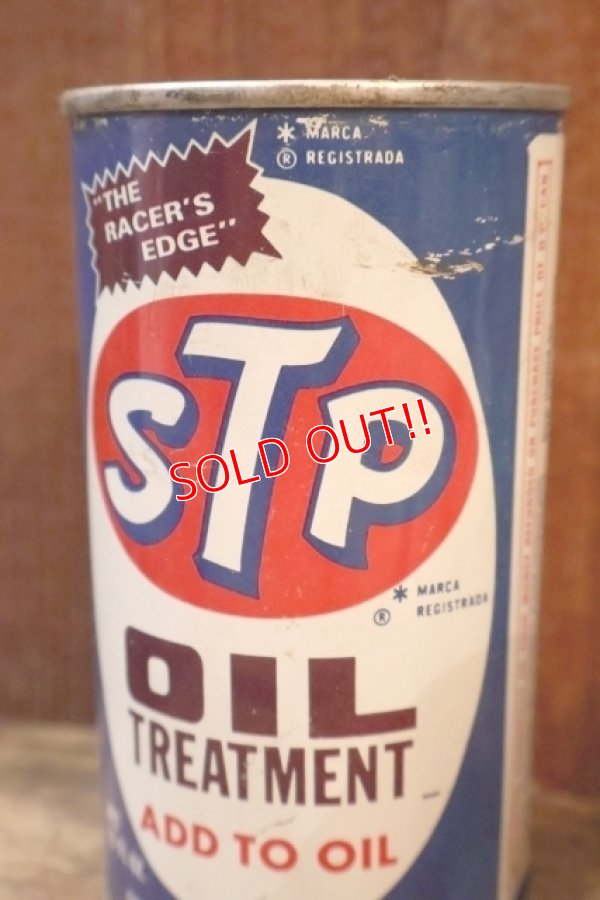 * MARCA
® REGISTRADA
"THE
RACER'S
EDGE"
STP
SOLD OUT!!
* MARCA
® REGISTRADA
OIL
TREATMENT
ADD TO OIL